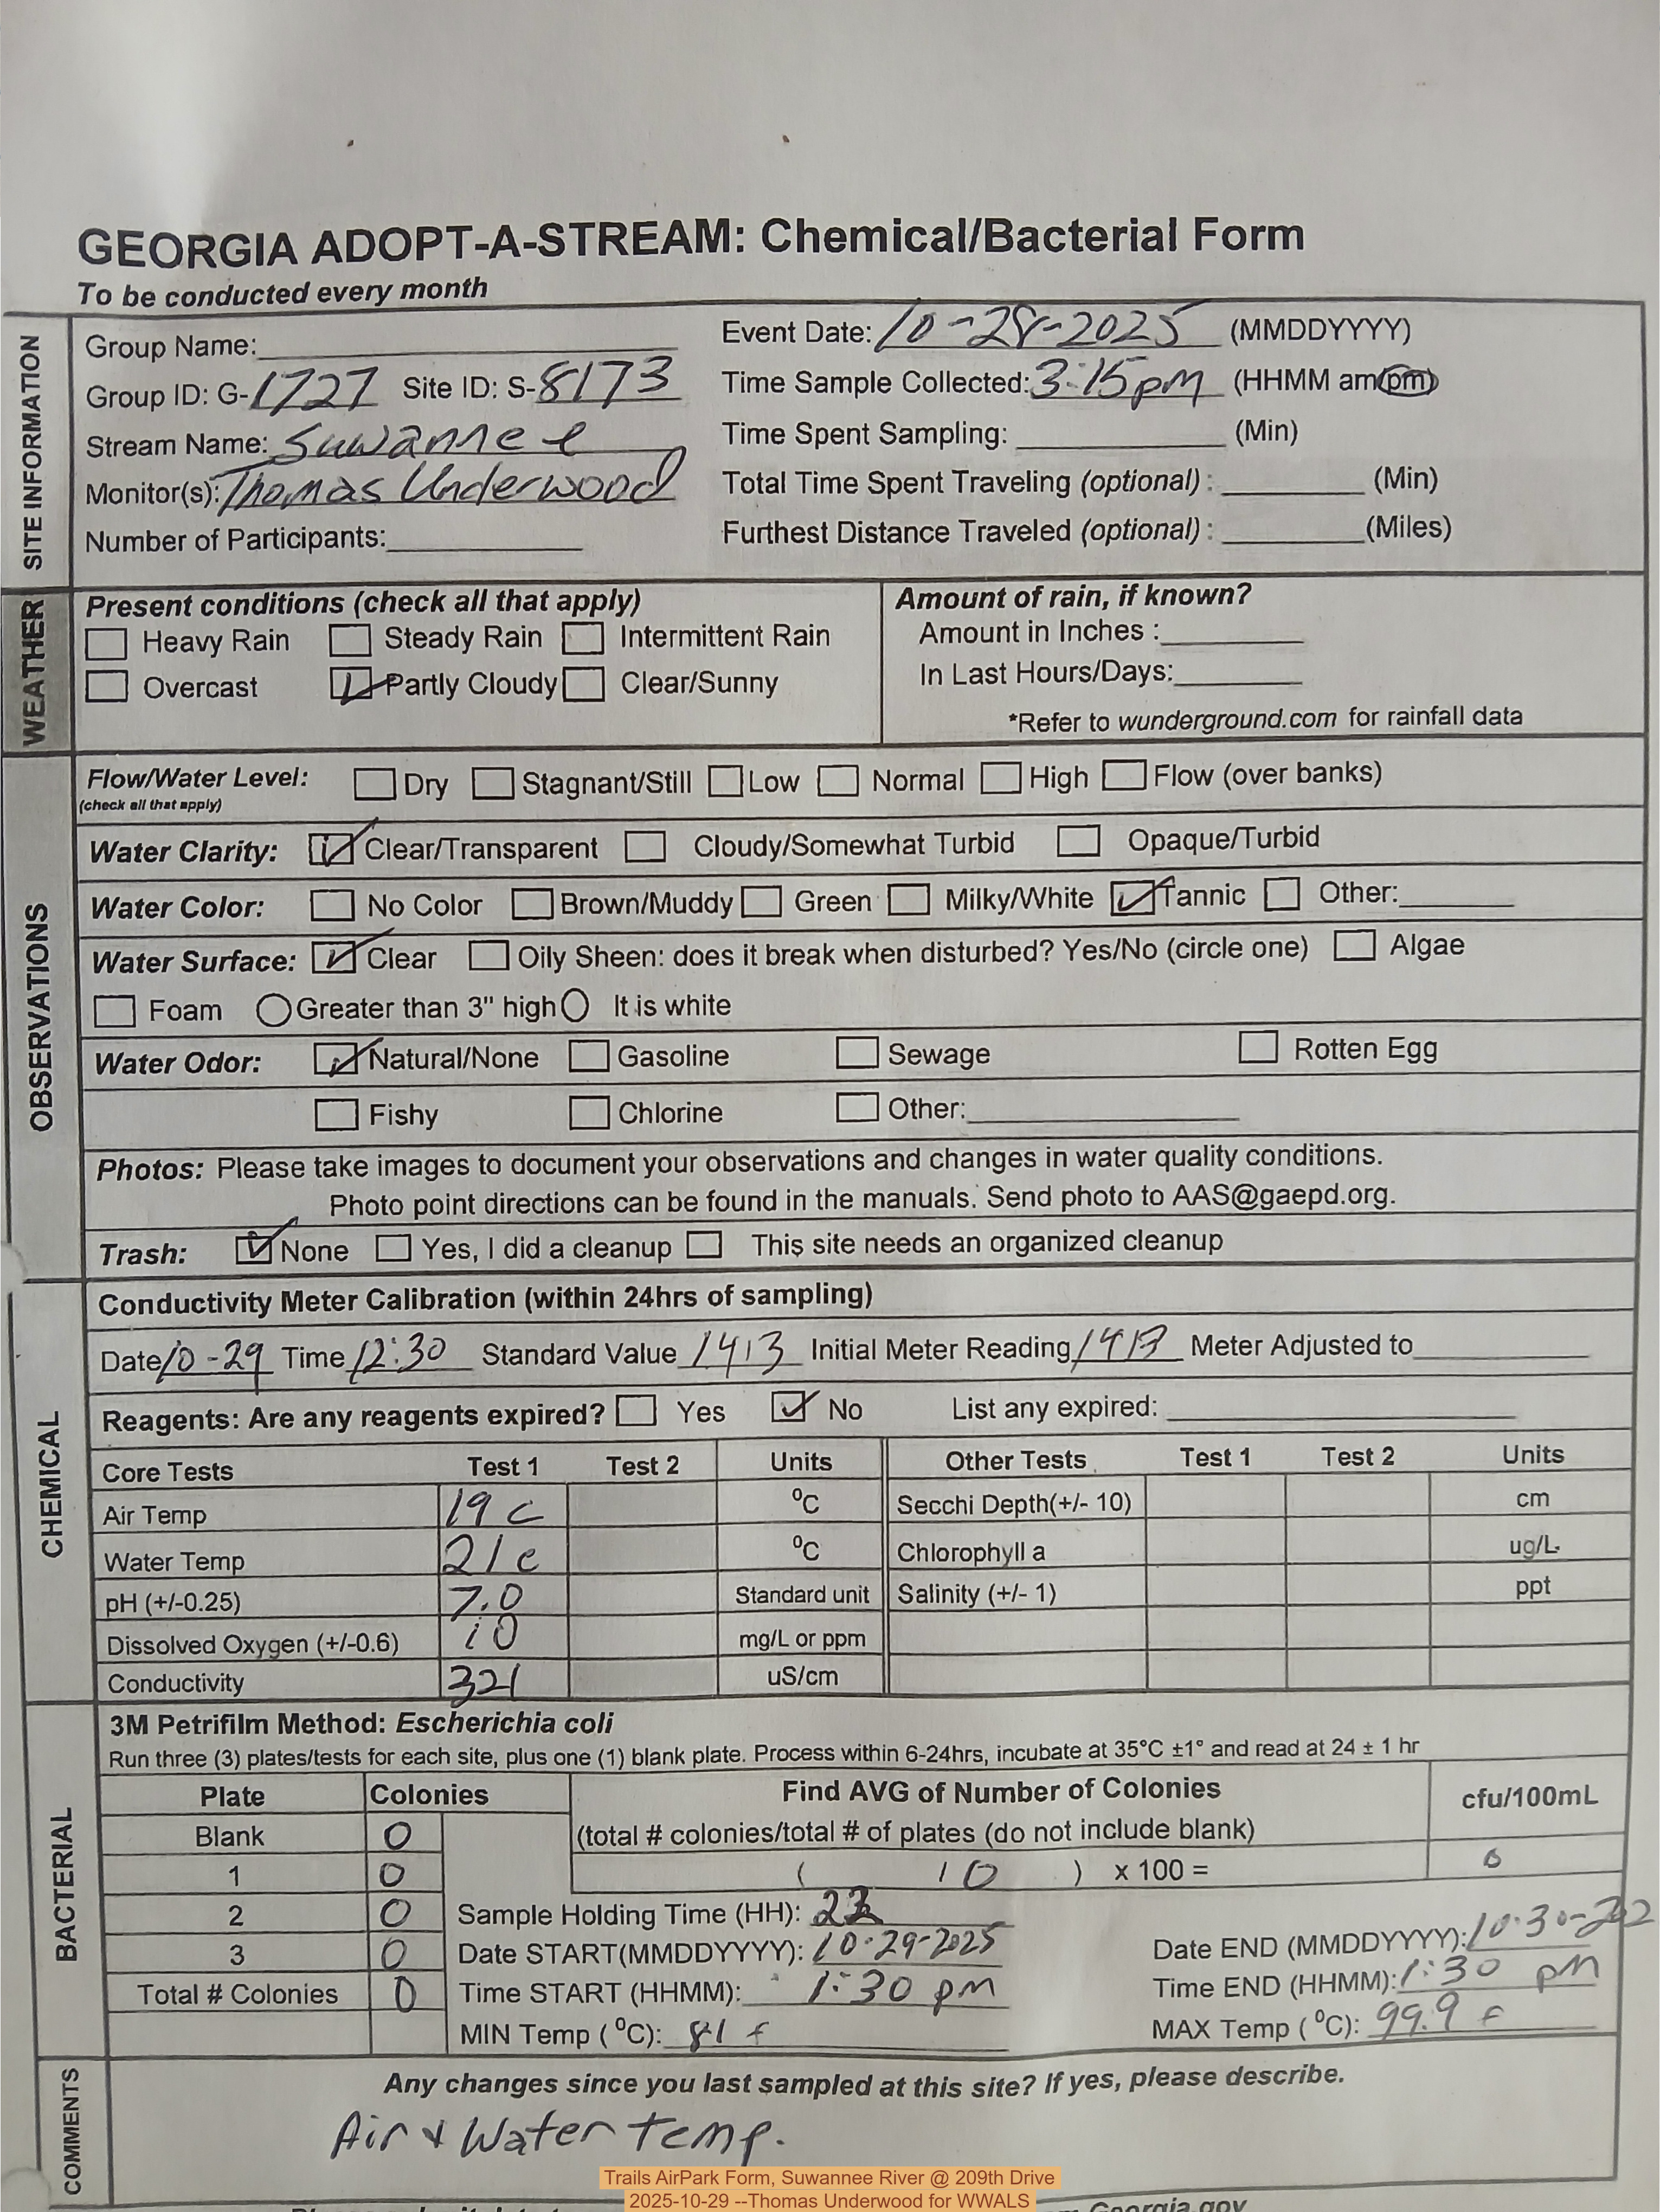 GEORGIA ADOPT-A-STREAM: Chemical/Bacterial Form
To be conducted every month
SITE INFORMATION
Group Name:
Event Date: 10-28-2025 (MMDDYYYY)
Group ID: G-1727 Site ID: S-8173
Time Sample Collected: 3:15pm (HHMM am/pm)
Stream Name: Suwannee
Time Spent Sampling: (Min)
Monitor(s): Thomas Underwood
Total Time Spent Traveling (optional) : (Min)
Number of Participants:
Furthest Distance Traveled (optional) : (Miles)
WEATHER
Present conditions (check all that apply)
Heavy Rain Steady Rain Intermittent Rain
Overcast Partly Cloudy Clear/Sunny
Amount of rain, if known?
Amount in Inches :
In Last Hours/Days:
*Refer to wunderground.com for rainfall data
OBSERVATIONS
Flow/Water Level: Dry Stagnant/Still Low Normal High Flow (over banks)
(check all that apply)
Water Clarity: Clear/Transparent Cloudy/Somewhat Turbid Opaque/Turbid
Water Color: No Color Brown/Muddy Green Milky/White Tannic Other:
Water Surface: Clear Oily Sheen: does it break when disturbed? Yes/No (circle one) Algae
Foam Greater than 3" high It is white
Water Odor: Natural/None Gasoline Sewage Rotten Egg
Fishy Chlorine Other:
Photos: Please take images to document your observations and changes in water quality conditions.
Photo point directions can be found in the manuals. Send photo to AAS@gaepd.org.
Trash: None Yes, I did a cleanup This site needs an organized cleanup
CHEMICAL
Conductivity Meter Calibration (within 24hrs of sampling)
Date 10-29 Time 12:30 Standard Value 1413 Initial Meter Reading 1413 Meter Adjusted to
Reagents: Are any reagents expired? Yes No List any expired:
Core Tests Test 1 Test 2 Units Other Tests Test 1 Test 2 Units
Air Temp 19 c ⁰C Secchi Depth(+/- 10) cm
Water Temp 21 c ⁰C Chlorophyll a ug/L
pH (+/-0.25) 7.0 Standard unit Salinity (+/- 1) ppt
Dissolved Oxygen (+/-0.6) 10 mg/L or ppm
Conductivity 321 uS/cm
BACTERIAL
3M Petrifilm Method: Escherichia coli
Run three (3) plates/tests for each site, plus one (1) blank plate. Process within 6-24hrs, incubate at 35°C ±1° and read at 24 ± 1 hr
Plate Colonies Find AVG of Number of Colonies cfu/100mL
Blank 0 (total # colonies/total # of plates (do not include blank)
1 0 ( 10 ) x 100 = 0
2 0 Sample Holding Time (HH):
3 0 Date START(MMDDYYYY): 10-29-2025 Date END (MMDDYYYY): 10-30-202
Total # Colonies 0 Time START (HHMM): 1:30 pm Time END (HHMM): 1:30 pm
MIN Temp ( ⁰C): 81 f MAX Temp ( ⁰C): 99.9 f
COMMENTS
Any changes since you last sampled at this site? If yes, please describe.
Air & Water temp.
Trails AirPark Form, Suwannee River @ 209th Drive
2025-10-29 --Thomas Underwood for WWALS